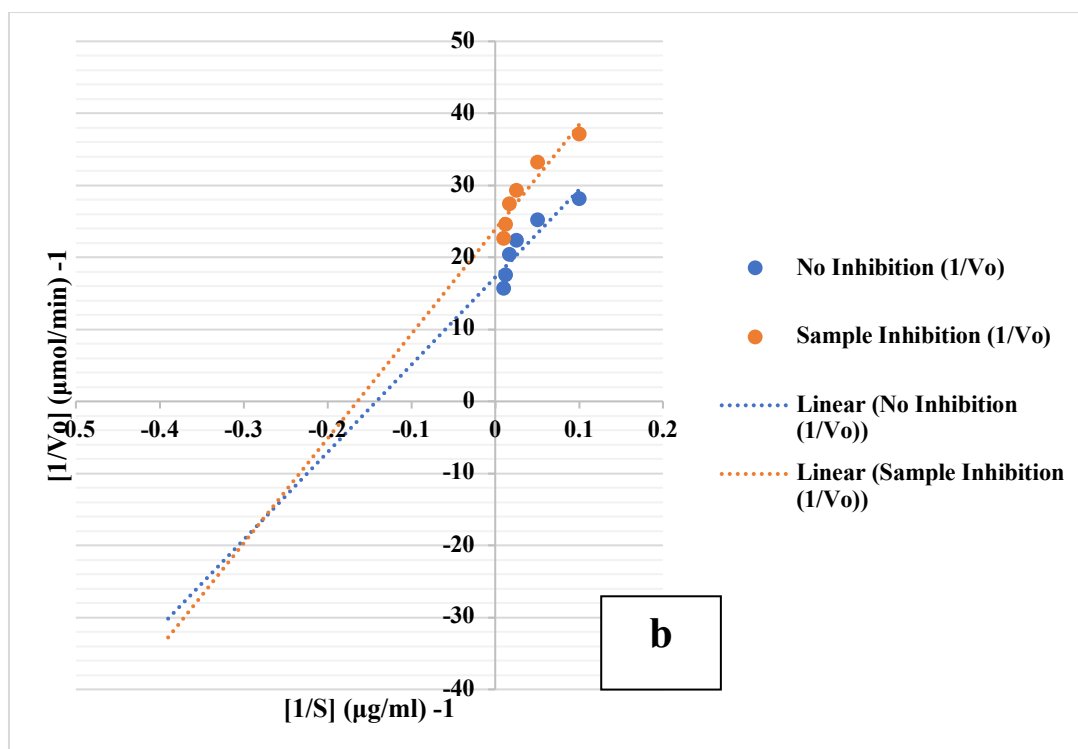 50
40
30
20
10
0
-10
-20
-30
-40
-0.5
-0.4
-0.3
-0.2
-0.1
0
0.1
0.2
[1/Vo] (µmol/min) -1
[1/S] (µg/ml) -1
No Inhibition (1/Vo)
Sample Inhibition (1/Vo)
Linear (No Inhibition
(1/Vo))
Linear (Sample Inhibition
(1/Vo))
b